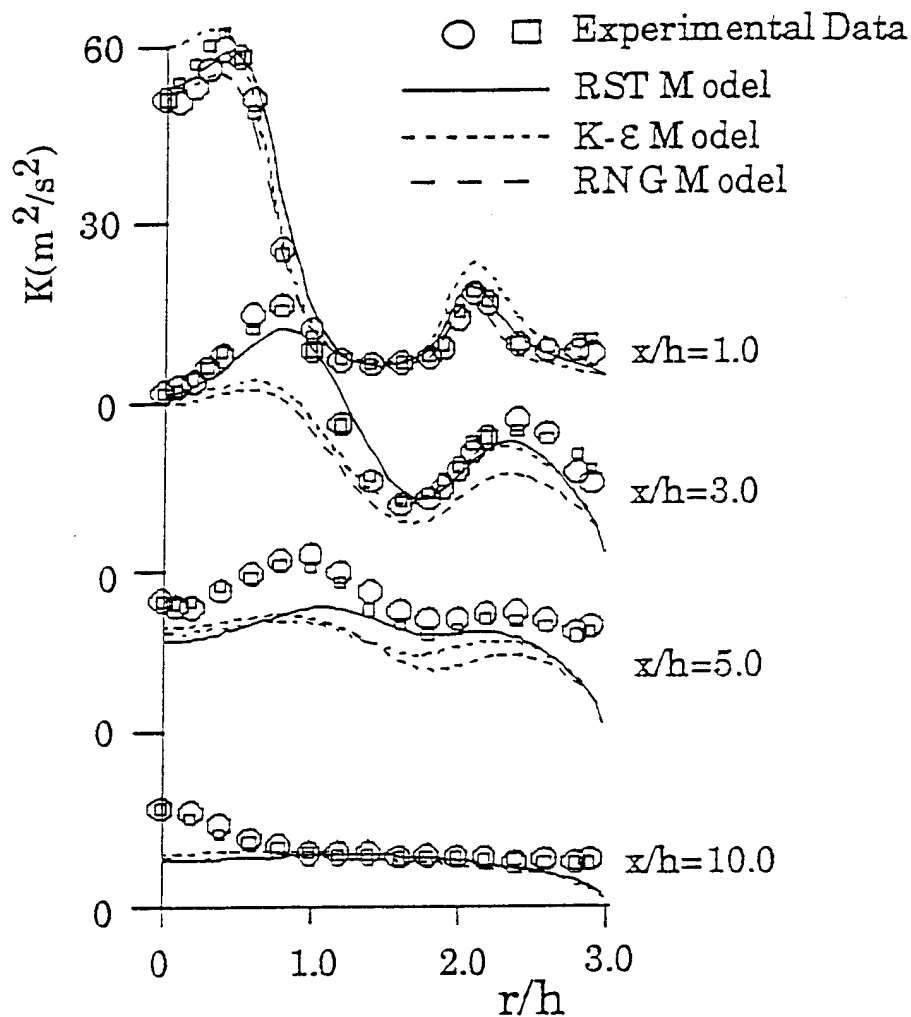 Experimental Data
RST Model
K-ε Model
RNG Model
K(m²/s²)
60
30
0
0
0
0
x/h=1.0
x/h=3.0
x/h=5.0
x/h=10.0
0
1.0
2.0
3.0
r/h